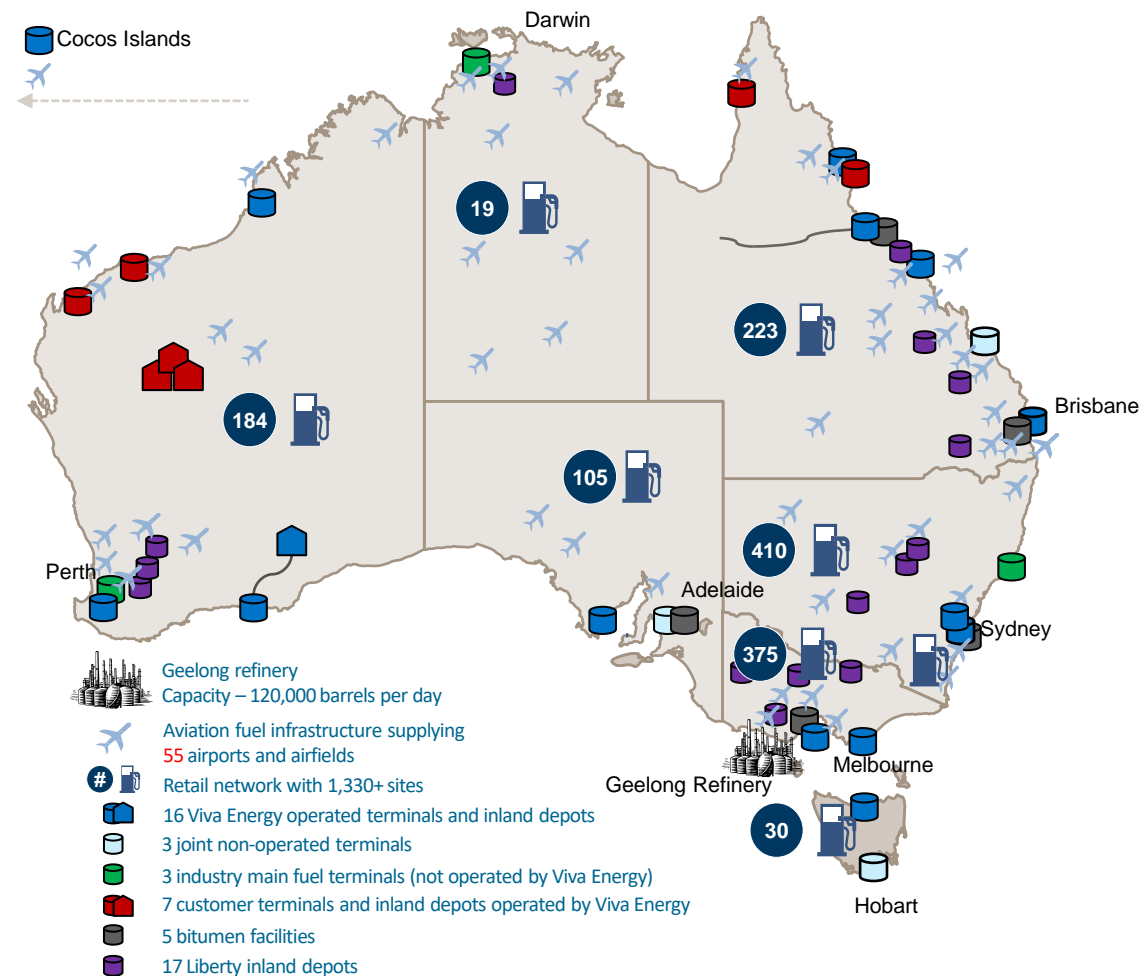 Darwin
Cocos Islands
19
223
184
Brisbane
105
410
Perth
Adelaide
Sydney
375
Geelong refinery
Capacity – 120,000 barrels per day
Aviation fuel infrastructure supplying
55 airports and airfields
Melbourne
Geelong Refinery
# Retail network with 1,330+ sites
16 Viva Energy operated terminals and inland depots
30
3 joint non-operated terminals
3 industry main fuel terminals (not operated by Viva Energy)
7 customer terminals and inland depots operated by Viva Energy
Hobart
5 bitumen facilities
17 Liberty inland depots